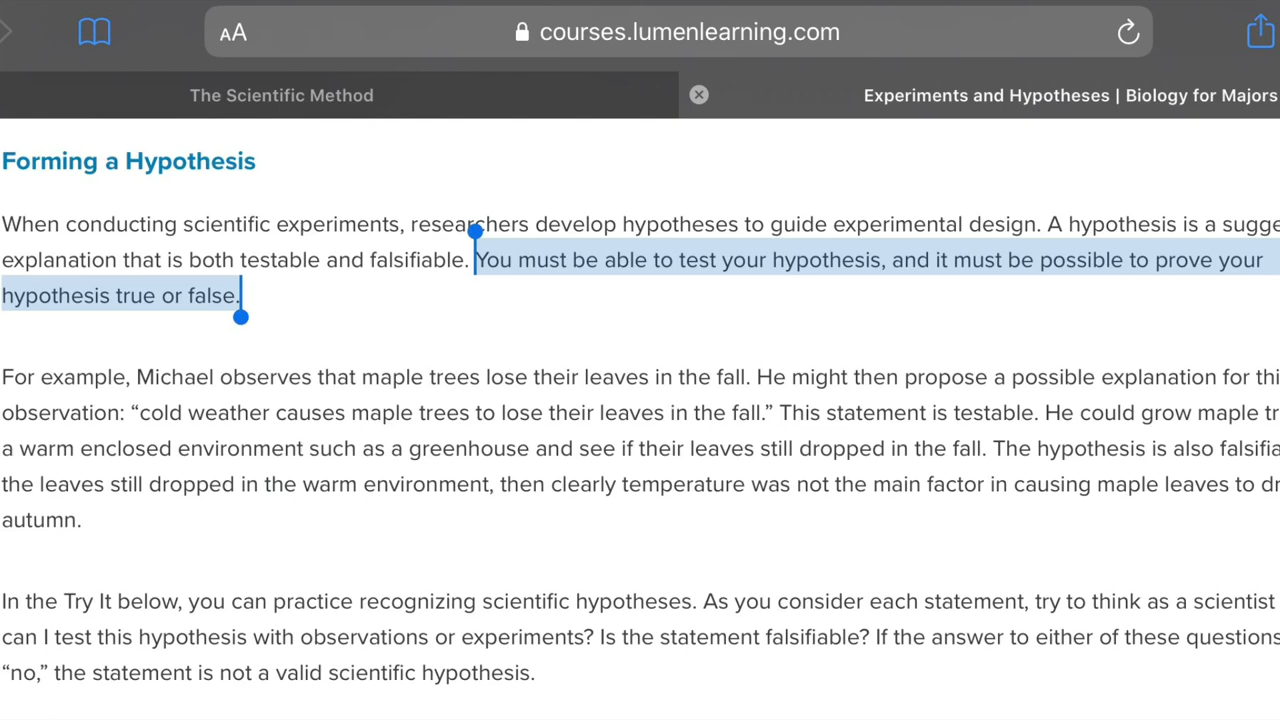 AA courses.lumenlearning.com
The Scientific Method Experiments and Hypotheses | Biology for Majors
Forming a Hypothesis
When conducting scientific experiments, researchers develop hypotheses to guide experimental design. A hypothesis is a sugge
explanation that is both testable and falsifiable. You must be able to test your hypothesis, and it must be possible to prove your
hypothesis true or false.
For example, Michael observes that maple trees lose their leaves in the fall. He might then propose a possible explanation for thi
observation: “cold weather causes maple trees to lose their leaves in the fall.” This statement is testable. He could grow maple tr
a warm enclosed environment such as a greenhouse and see if their leaves still dropped in the fall. The hypothesis is also falsifia
the leaves still dropped in the warm environment, then clearly temperature was not the main factor in causing maple leaves to dr
autumn.
In the Try It below, you can practice recognizing scientific hypotheses. As you consider each statement, try to think as a scientist
can I test this hypothesis with observations or experiments? Is the statement falsifiable? If the answer to either of these questions
“no,” the statement is not a valid scientific hypothesis.